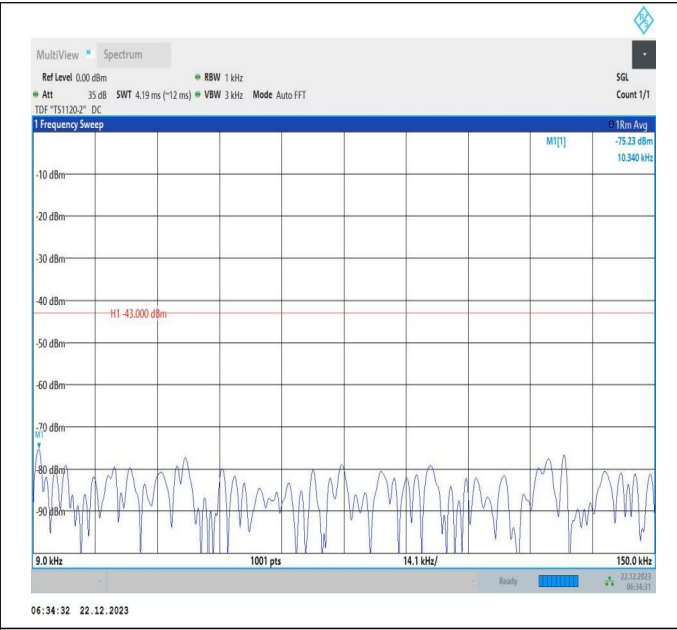 MultiView Spectrum
Ref Level 0.00 dBm RBW 1 kHz SGL
Att 35 dB SWT 4.19 ms (~12 ms) VBW 3 kHz Mode Auto FFT Count 1/1
TDF "TS1120-2" DC
1 Frequency Sweep 1Rm Avg
M1[1] -75.23 dBm
10.340 kHz
-10 dBm
-20 dBm
-30 dBm
-40 dBm
H1 -43.000 dBm
-50 dBm
-60 dBm
-70 dBm
M1
-80 dBm
-90 dBm
9.0 kHz 1001 pts 14.1 kHz/ 150.0 kHz
Ready 22.12.2023
06:34:31
06:34:32 22.12.2023